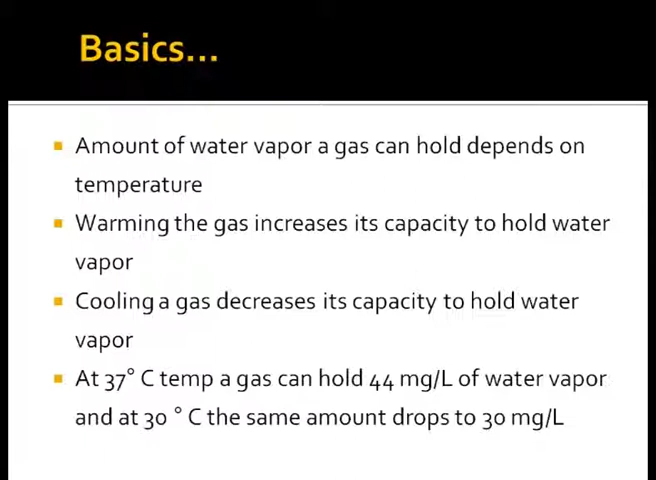 Basics...
Amount of water vapor a gas can hold depends on
temperature
Warming the gas increases its capacity to hold water
vapor
Cooling a gas decreases its capacity to hold water
vapor
At 37° C temp a gas can hold 44 mg/L of water vapor
and at 30 ° C the same amount drops to 30 mg/L